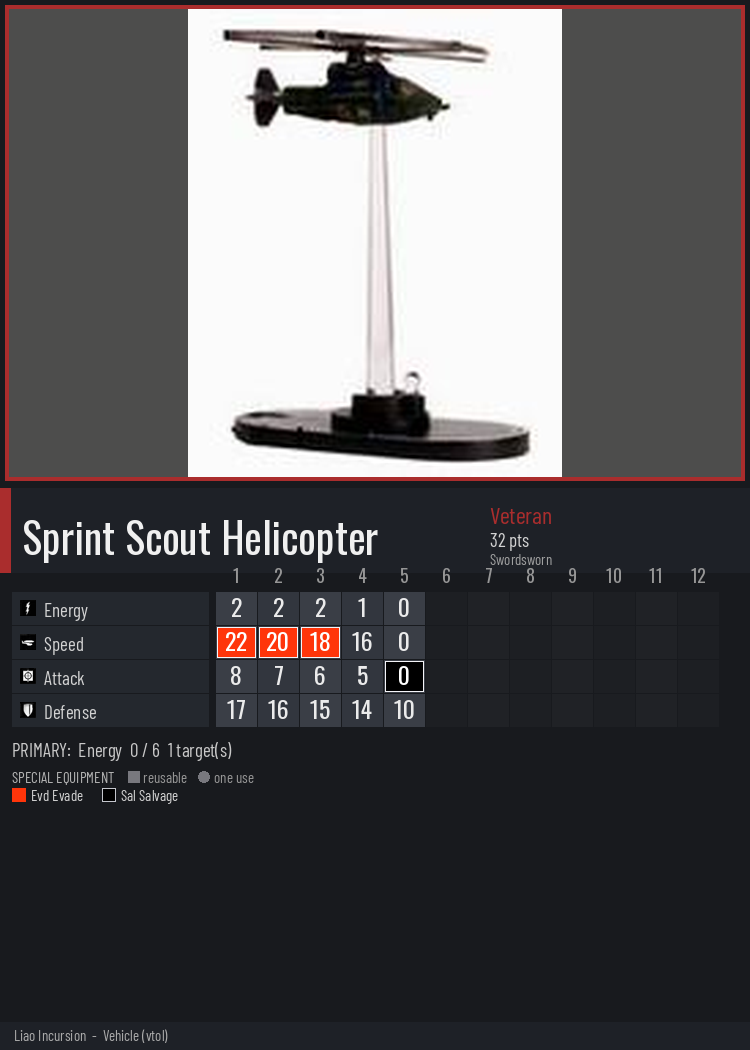 Sprint Scout Helicopter
Veteran
32 pts
Swordsworn
1 2 3 4 5 6 7 8 9 10 11 12
Energy 2 2 2 1 0
Speed 22 20 18 16 0
Attack 8 7 6 5 0
Defense 17 16 15 14 10
PRIMARY: Energy 0 / 6 1 target(s)
SPECIAL EQUIPMENT reusable one use
Evd Evade Sal Salvage
Liao Incursion - Vehicle (vtol)